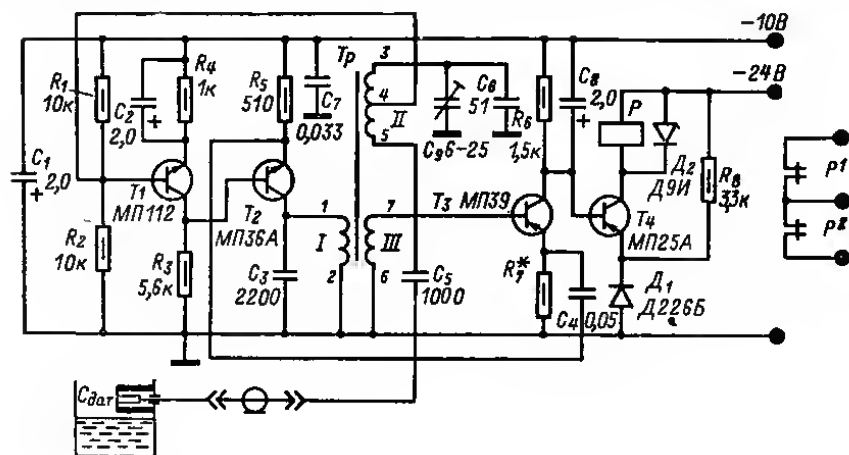 −10В
−24В
R1
10к
C2
2,0
R4
1к
R5
510
C7
0,033
Тр
3
4
5
II
C6
51
C9 6−25
R6
1,5к
C8
2,0
P
Д2
Д9И
R8
3,3к
P1
P2
C1
2,0
T1
МП112
T2
МП36А
1
I
2
7
III
6
T3 МП39
T4
МП25А
R2
10к
R3
5,6к
C3
2200
C5
1000
R7*
C4 0,05
Д1
Д226Б
Cдат